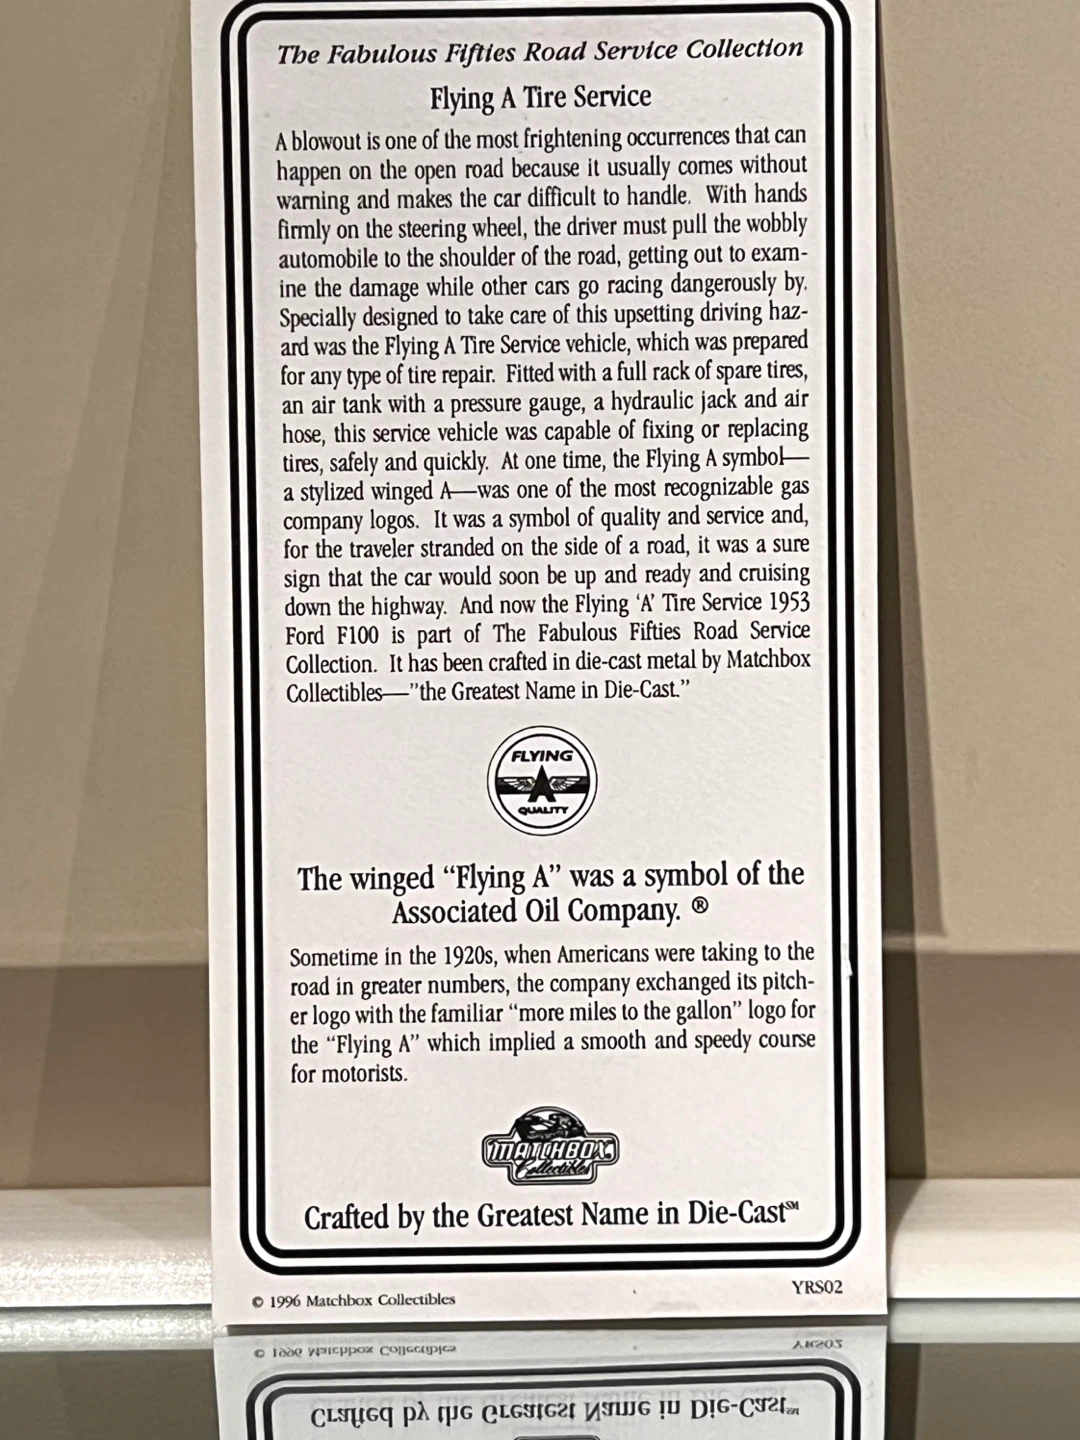 The Fabulous Fifties Road Service Collection
Flying A Tire Service
A blowout is one of the most frightening occurrences that can
happen on the open road because it usually comes without
warning and makes the car difficult to handle. With hands
firmly on the steering wheel, the driver must pull the wobbly
automobile to the shoulder of the road, getting out to exam-
ine the damage while other cars go racing dangerously by.
Specially designed to take care of this upsetting driving haz-
ard was the Flying A Tire Service vehicle, which was prepared
for any type of tire repair. Fitted with a full rack of spare tires,
an air tank with a pressure gauge, a hydraulic jack and air
hose, this service vehicle was capable of fixing or replacing
tires, safely and quickly. At one time, the Flying A symbol—
a stylized winged A—was one of the most recognizable gas
company logos. It was a symbol of quality and service and,
for the traveler stranded on the side of a road, it was a sure
sign that the car would soon be up and ready and cruising
down the highway. And now the Flying ‘A’ Tire Service 1953
Ford F100 is part of The Fabulous Fifties Road Service
Collection. It has been crafted in die-cast metal by Matchbox
Collectibles—”the Greatest Name in Die-Cast.”
FLYING
A
QUALITY
The winged “Flying A” was a symbol of the
Associated Oil Company. ®
Sometime in the 1920s, when Americans were taking to the
road in greater numbers, the company exchanged its pitch-
er logo with the familiar “more miles to the gallon” logo for
the “Flying A” which implied a smooth and speedy course
for motorists.
MATCHBOX
Collectibles
Crafted by the Greatest Name in Die-Cast℠
YRS02
© 1996 Matchbox Collectibles
© 1996 Matchbox Collectibles
YRS02
Crafted by the Greatest Name in Die-Cast℠